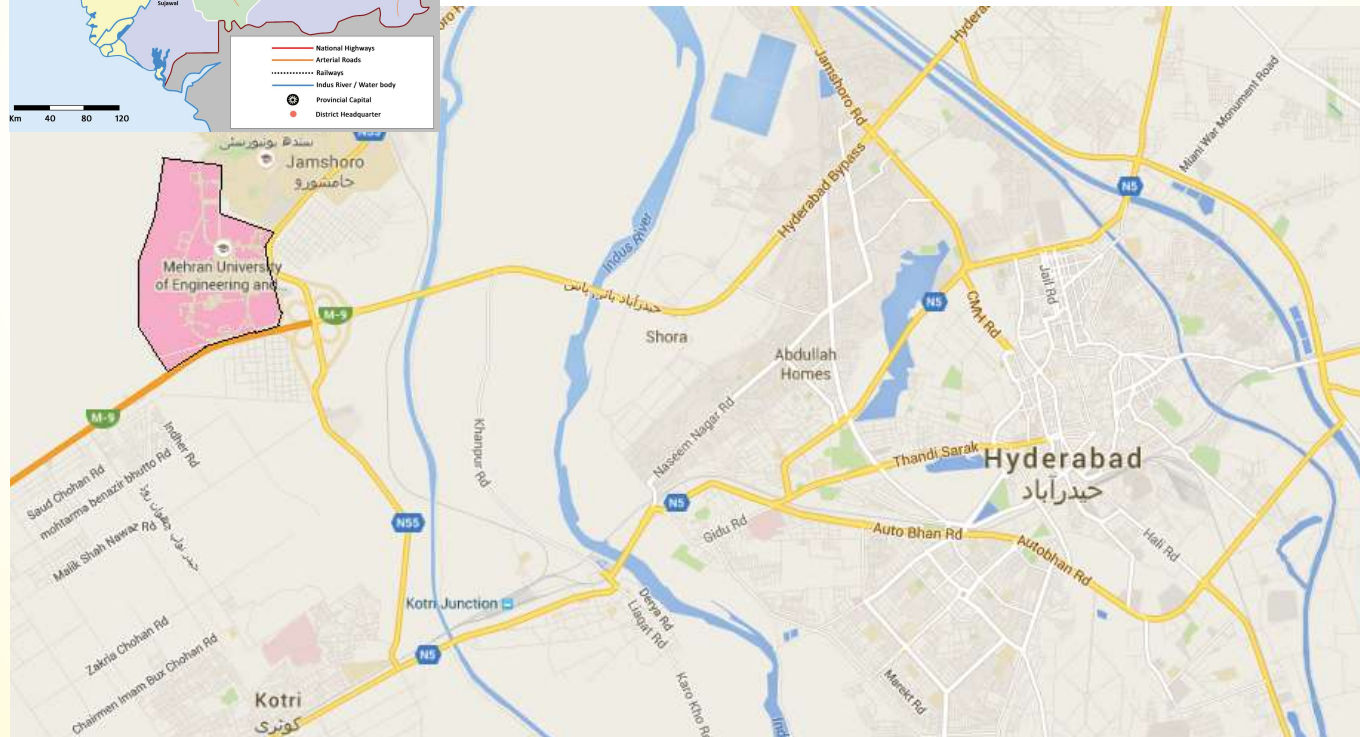 Sujawal
National Highways
Arterial Roads
Railways
Indus River / Water body
Provincial Capital
District Headquarter
Km 40 80 120
Jamshoro Rd
Hyderabad Bypass
Miani War Monument Road
N55
سندھ یونیورسٹی
Jamshoro
جامشورو
N5
Indus River
Mehran University
of Engineering and...
Jail Rd
حیدرآباد بائی پاس
N5
CMH Rd
M-9
Shora
Abdullah
Homes
M-9
Khanpur Rd
Naseem Nagar Rd
Indher Rd
Saud Chohan Rd
mohtarma benazir bhutto Rd
Malik Shah Nawaz Rd
Thandi Sarak
Hyderabad
حیدرآباد
N5
N55
Gidu Rd
Auto Bhan Rd
Autobhan Rd
Hali Rd
Kotri Junction
Derya Rd
Liaqat Rd
Zakria Chohan Rd
Chairmen Imam Bux Chohan Rd
N5
Karo Kho Rd
Marekt Rd
Kotri
کوٹری